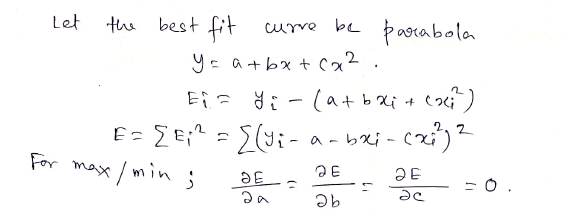 Let the best fit curve be parabola
y = a + bx + cx² .
Ei = yi − (a + bxi + cxi²)
E = ΣEi² = Σ(yi − a − bxi − cxi²)²
For max/min ; ∂E/∂a = ∂E/∂b = ∂E/∂c = 0 .